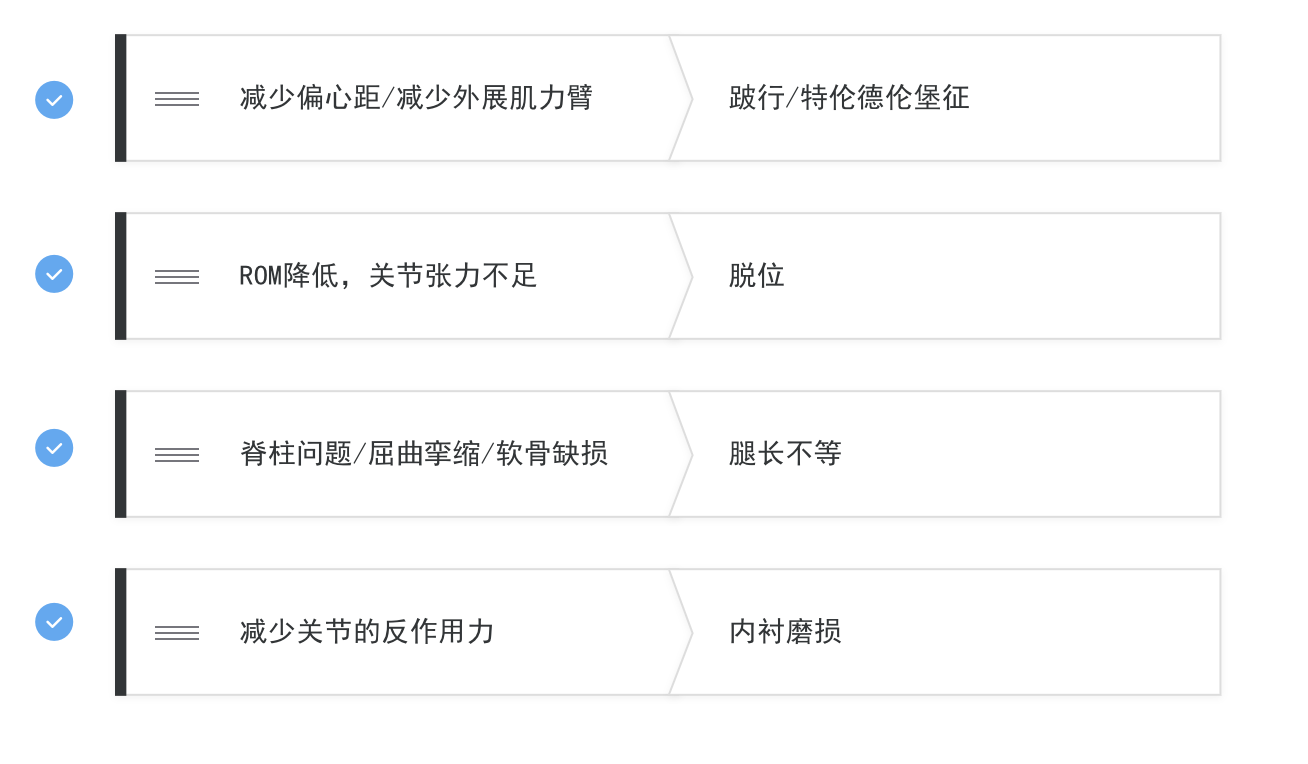 减少偏心距/减少外展肌力臂
跛行/特伦德伦堡征
ROM降低，关节张力不足
脱位
脊柱问题/屈曲挛缩/软骨缺损
腿长不等
减少关节的反作用力
内衬磨损